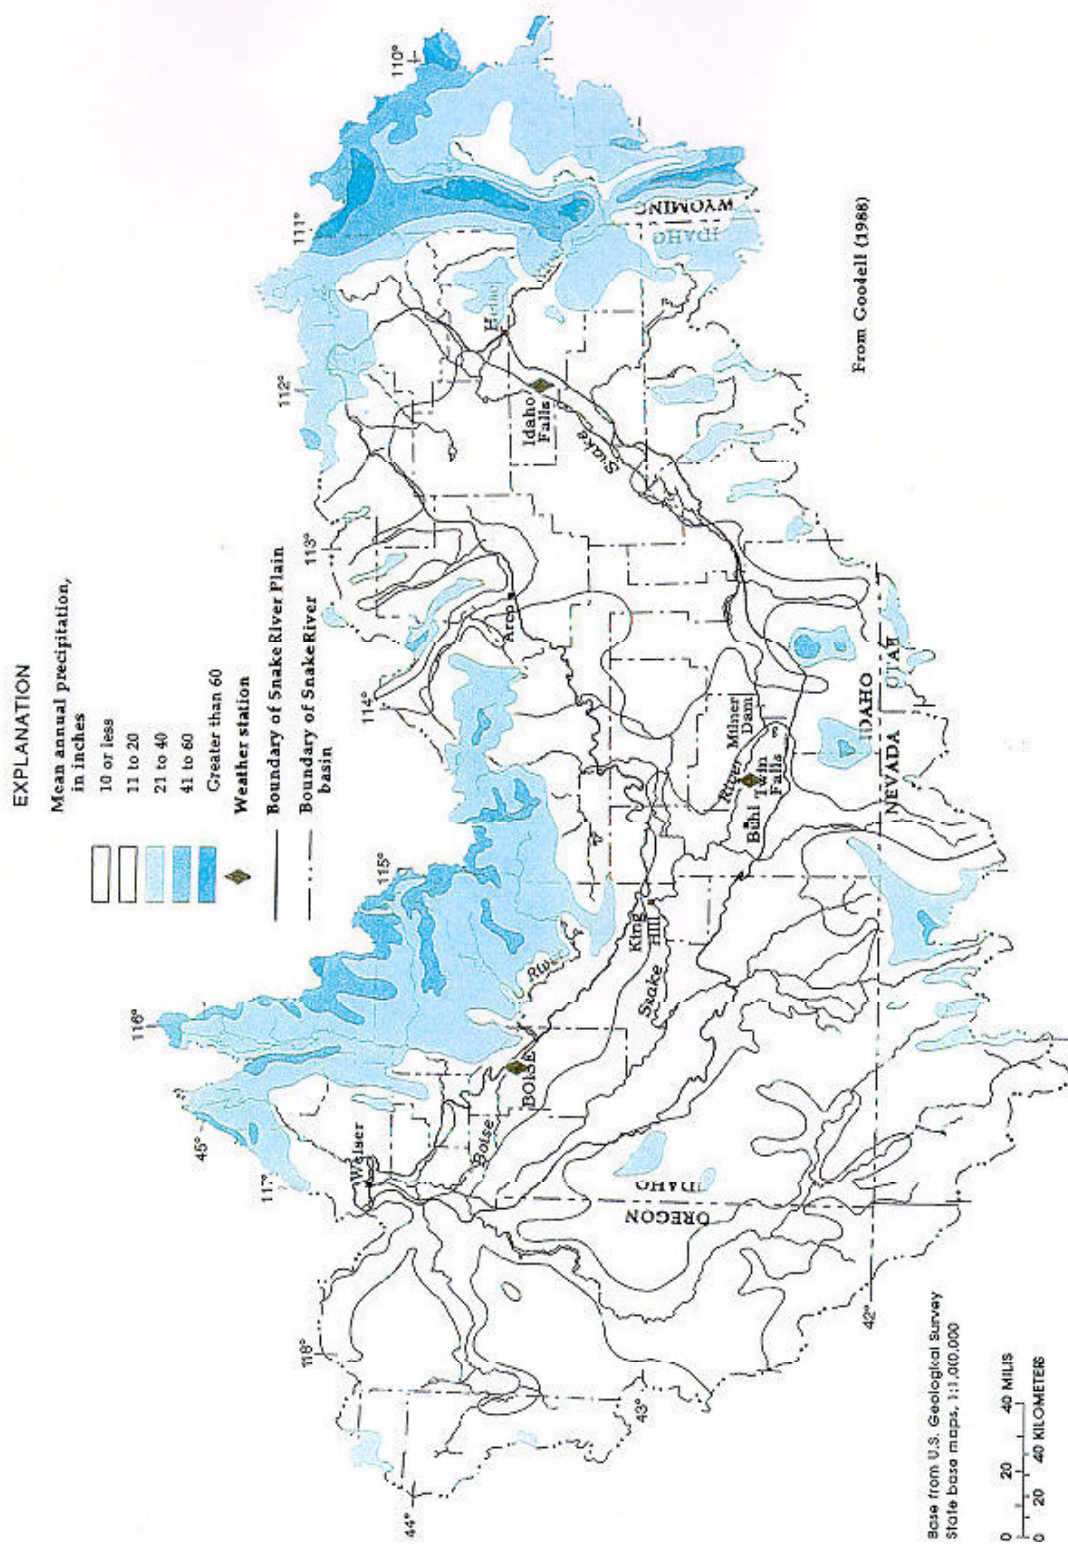 EXPLANATION
Mean annual precipitation,
in inches
10 or less
11 to 20
21 to 40
41 to 60
Greater than 60
Weather station
Boundary of Snake River Plain
Boundary of Snake River
basin
110°
111°
112°
113°
114°
115°
116°
117°
118°
45°
44°
43°
42°
WYOMING
IDAHO
Heise
Idaho
Falls
Snake
Arco
Milner
Dam
River
Twin
Falls
Buhl
IDAHO
UTAH
NEVADA
King
Hill
Snake
River
BOISE
Boise
Weiser
IDAHO
OREGON
From Goodell (1988)
Base from U.S. Geological Survey
State base maps, 1:1,000,000
0 20 40 MILES
0 20 40 KILOMETERS